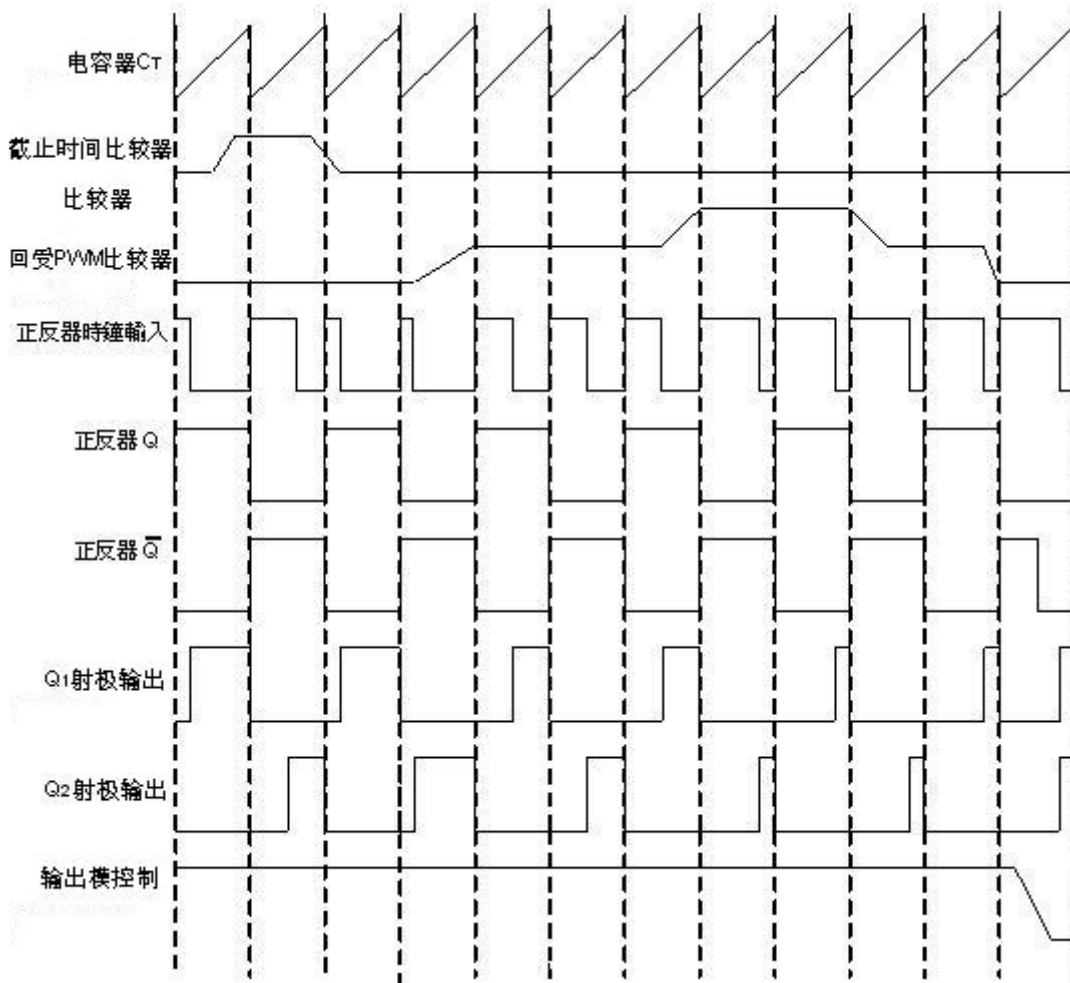 电容器CT
截止时间比较器
比较器
回受PWM比较器
正反器時鐘輸入
正反器Q
正反器Q̅
Q1射极输出
Q2射极输出
输出模控制